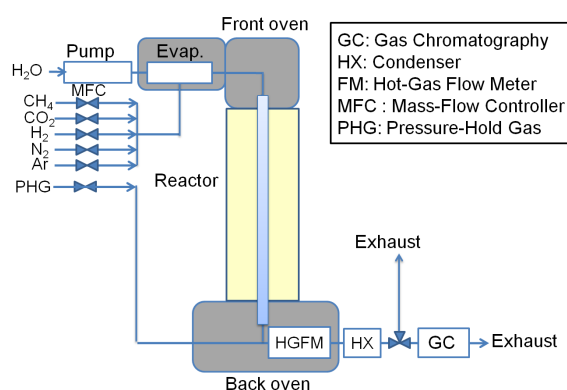 Front oven
Pump
Evap.
H₂O
MFC
CH₄
CO₂
H₂
N₂
Ar
PHG
Reactor
GC: Gas Chromatography
HX: Condenser
FM: Hot-Gas Flow Meter
MFC : Mass-Flow Controller
PHG: Pressure-Hold Gas
Exhaust
HGFM
HX
GC
Exhaust
Back oven